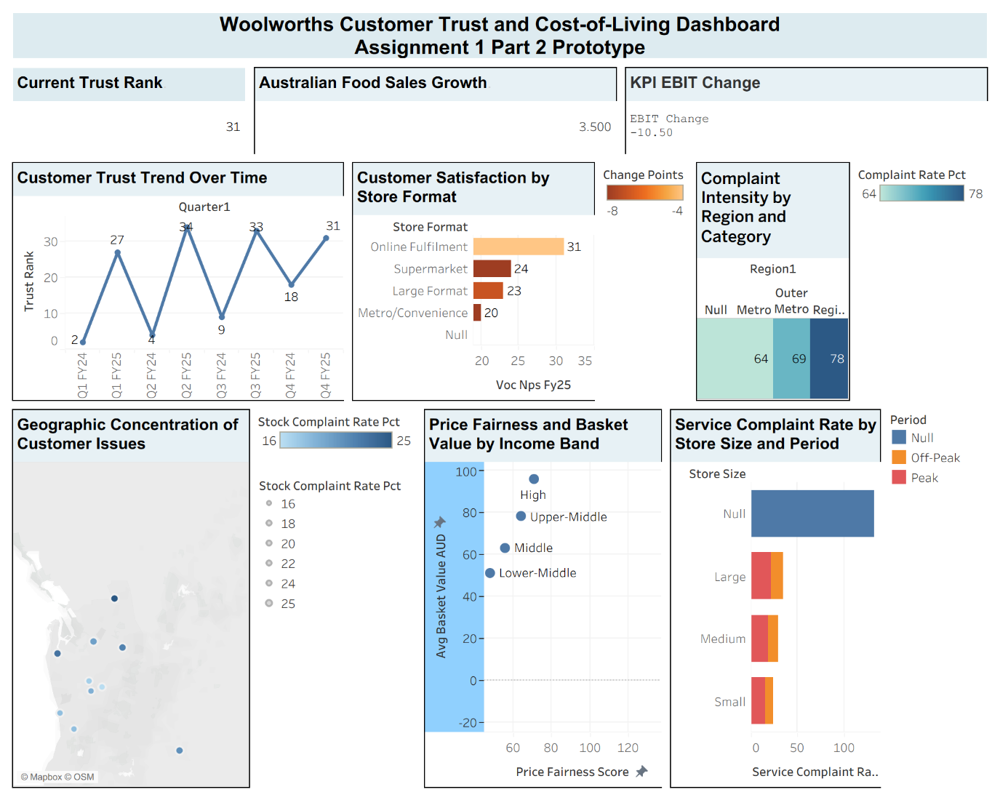 Woolworths Customer Trust and Cost-of-Living Dashboard
Assignment 1 Part 2 Prototype
Current Trust Rank
31
Australian Food Sales Growth
3.500
KPI EBIT Change
EBIT Change
-10.50
Customer Trust Trend Over Time
Quarter1
Trust Rank
30
20
10
0
2
27
4
34
9
33
18
31
Q1 FY24
Q1 FY25
Q2 FY24
Q2 FY25
Q3 FY24
Q3 FY25
Q4 FY24
Q4 FY25
Customer Satisfaction by
Store Format
Store Format
Online Fulfilment 31
Supermarket 24
Large Format 23
Metro/Convenience 20
Null
20 25 30 35
Voc Nps Fy25
Change Points
-8 -4
Complaint
Intensity by
Region and
Category
Region1
Null Metro Outer Metro Regi..
64 69 78
Complaint Rate Pct
64 78
Geographic Concentration of
Customer Issues
© Mapbox © OSM
Stock Complaint Rate Pct
16 25
Stock Complaint Rate Pct
16
18
20
22
24
25
Price Fairness and Basket
Value by Income Band
Avg Basket Value AUD
100
80
60
40
20
0
-20
High
Upper-Middle
Middle
Lower-Middle
60 80 100 120
Price Fairness Score
Service Complaint Rate by
Store Size and Period
Store Size
Null
Large
Medium
Small
0 50 100
Service Complaint Ra..
Period
Null
Off-Peak
Peak